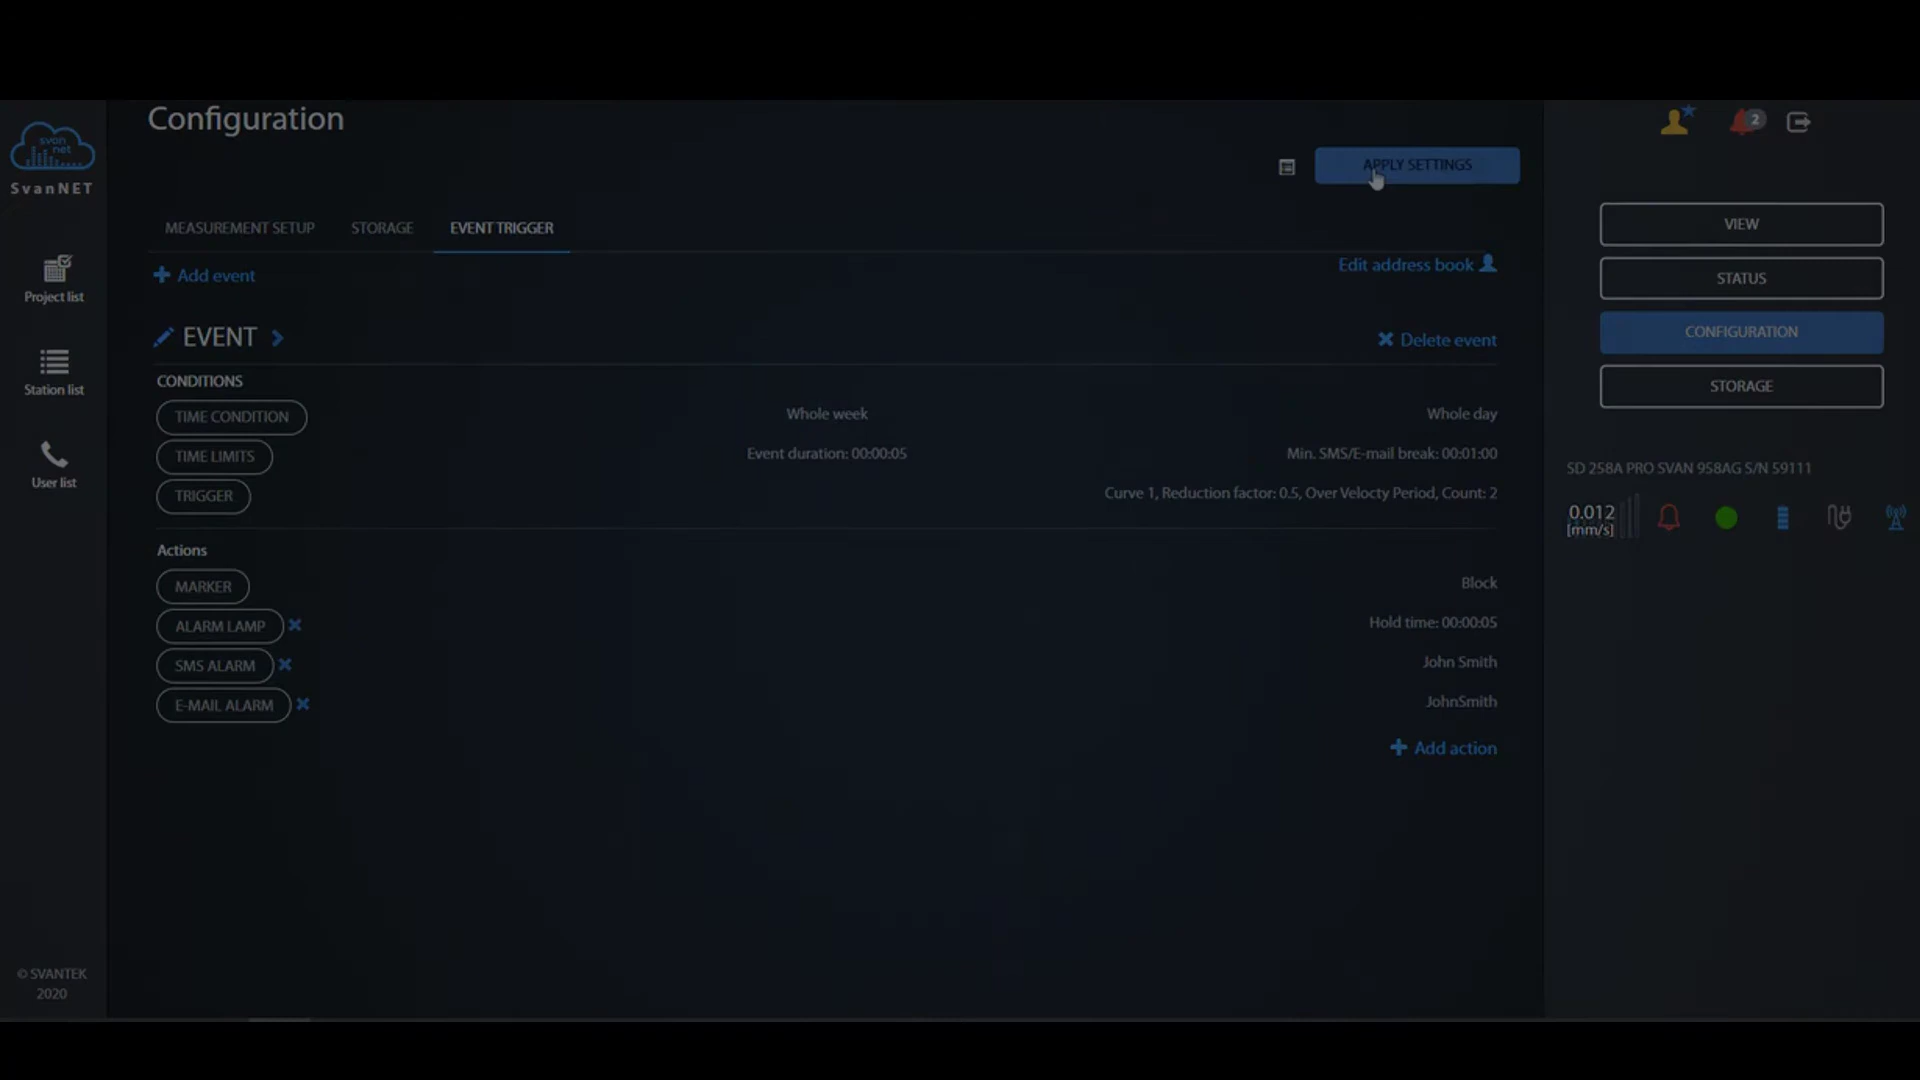 Configuration
2
svan
net
SvanNET
APPLY SETTINGS
MEASUREMENT SETUP STORAGE EVENT TRIGGER
VIEW
Add event
Edit address book
STATUS
Project list
EVENT
Delete event
CONFIGURATION
CONDITIONS
Station list
STORAGE
TIME CONDITION Whole week Whole day
TIME LIMITS Event duration: 00:00:05 Min. SMS/E-mail break: 00:01:00
User list
SD 258A PRO SVAN 958AG S/N 59111
TRIGGER Curve 1, Reduction factor: 0.5, Over Velocty Period, Count: 2
0.012
[mm/s]
Actions
MARKER Block
ALARM LAMP Hold time: 00:00:05
SMS ALARM John Smith
E-MAIL ALARM JohnSmith
Add action
© SVANTEK
2020